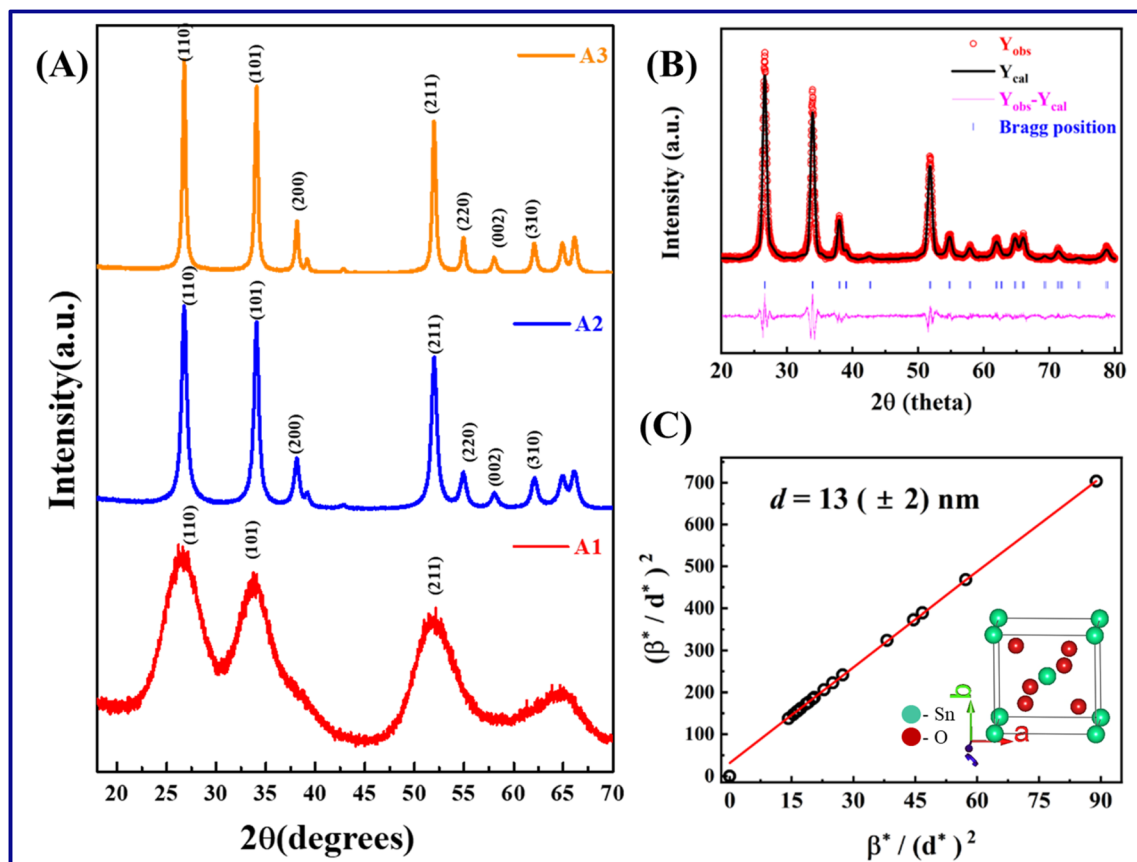 (A)
(110)
(101)
A3
(211)
(200)
(220)
(002)
(310)
(110)
(101)
A2
(211)
(200)
(220)
(002)
(310)
(110)
(101)
A1
(211)
Intensity(a.u.)
20 25 30 35 40 45 50 55 60 65 70
2θ(degrees)
(B)
Yobs
Ycal
Yobs-Ycal
Bragg position
Intensity (a.u.)
20 30 40 50 60 70 80
2θ (theta)
(C)
d = 13 ( ± 2) nm
(β* / d* )²
700
600
500
400
300
200
100
0
- Sn
- O
b
a
0 15 30 45 60 75 90
β* / (d* )²